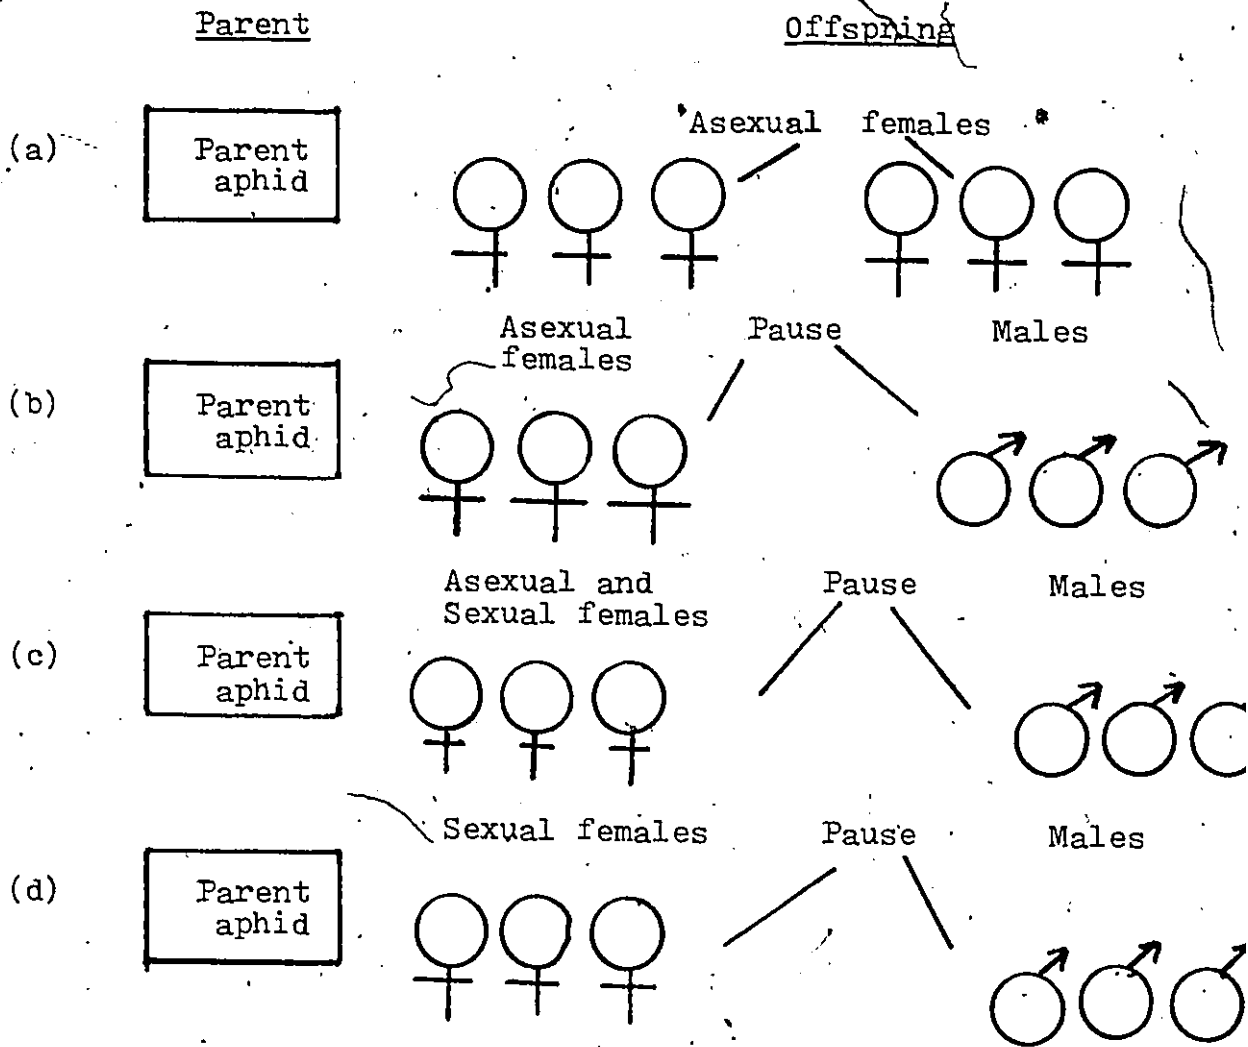 Parent Offspring
(a) Parent aphid
Asexual females
(b) Parent aphid
Asexual females
Pause
Males
(c) Parent aphid
Asexual and
Sexual females
Pause
Males
(d) Parent aphid
Sexual females
Pause
Males